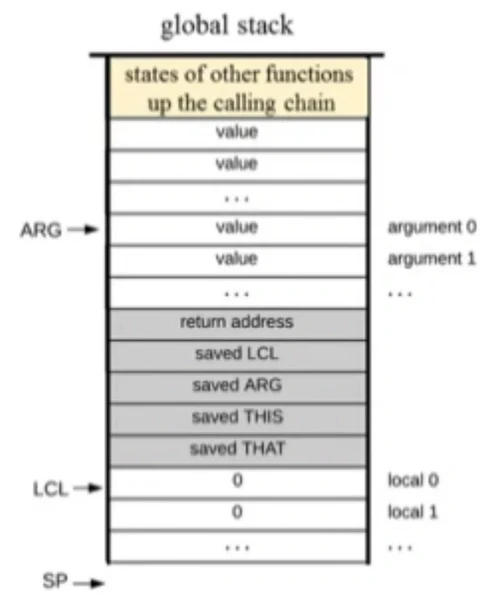 global stack
states of other functions
up the calling chain
value
value
...
ARG value argument 0
value argument 1
... ...
return address
saved LCL
saved ARG
saved THIS
saved THAT
LCL 0 local 0
0 local 1
... ...
SP